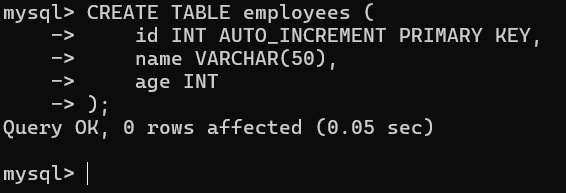 mysql> CREATE TABLE employees (
    ->     id INT AUTO_INCREMENT PRIMARY KEY,
    ->     name VARCHAR(50),
    ->     age INT
    -> );
Query OK, 0 rows affected (0.05 sec)
mysql>